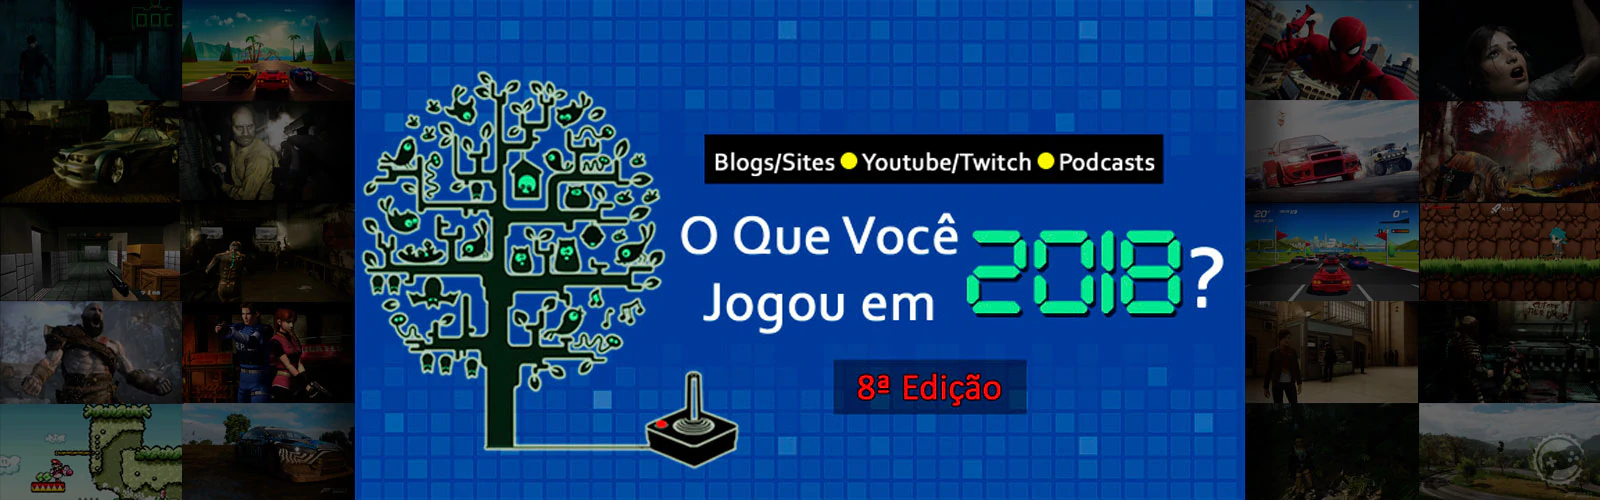 Blogs/Sites ● Youtube/Twitch ● Podcasts
O Que Você
Jogou em 2018?
8ª Edição